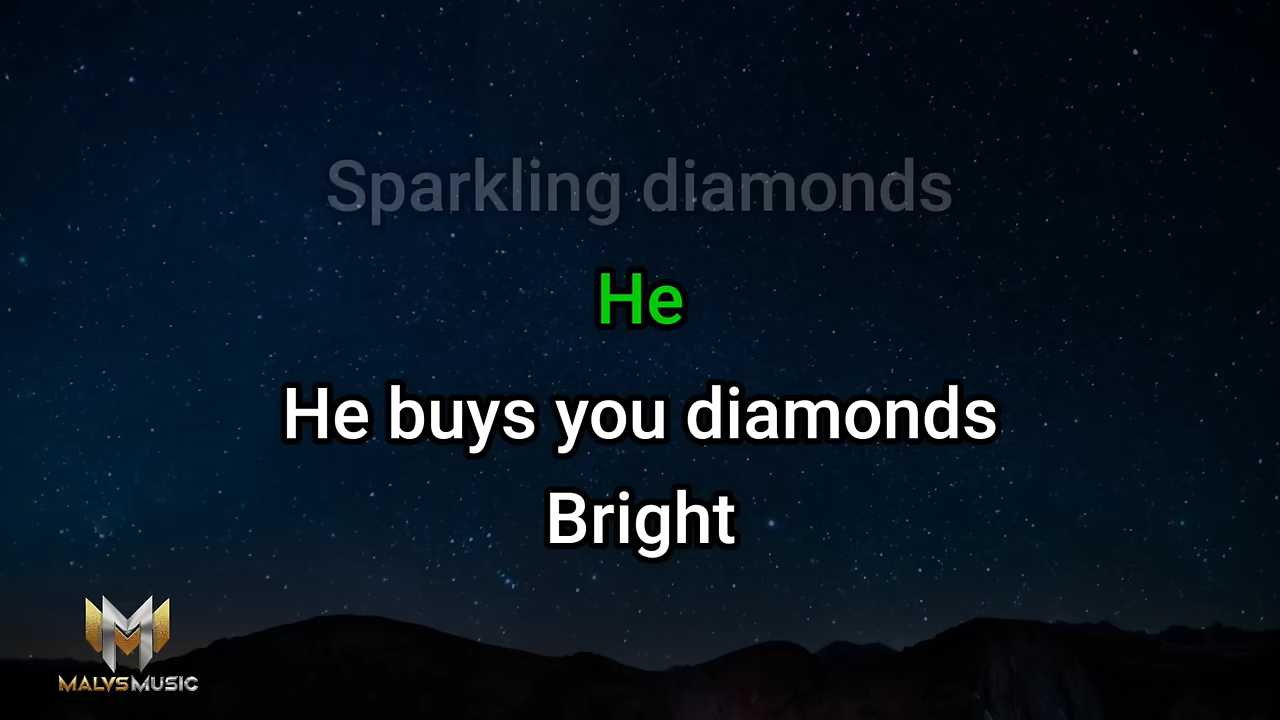 Sparkling diamonds
He
He buys you diamonds
Bright
MALVSMUSIC